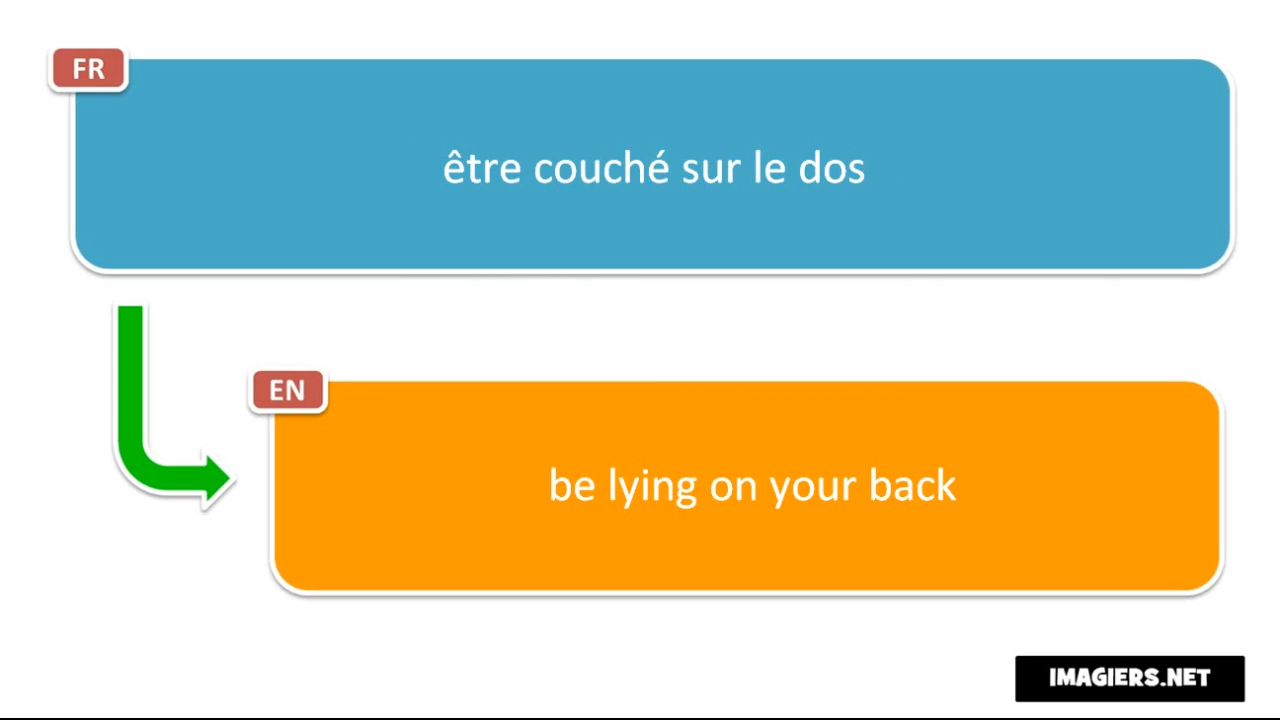 FR
être couché sur le dos
EN
be lying on your back
IMAGIERS.NET